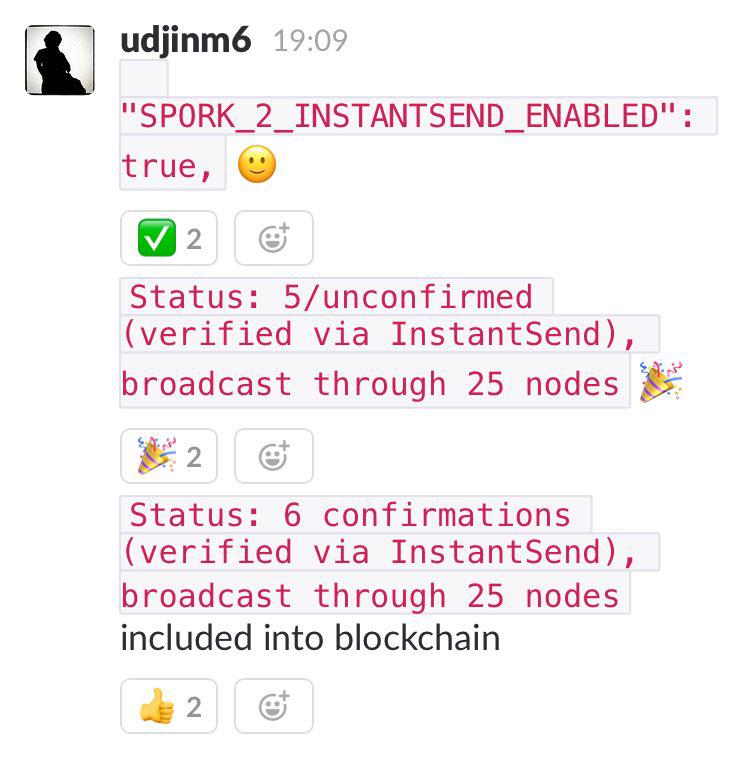 udjinm6 19:09
"SPORK_2_INSTANTSEND_ENABLED":
true, 🙂
✅ 2
Status: 5/unconfirmed
(verified via InstantSend),
broadcast through 25 nodes 🎉
🎉 2
Status: 6 confirmations
(verified via InstantSend),
broadcast through 25 nodes
included into blockchain
👍 2